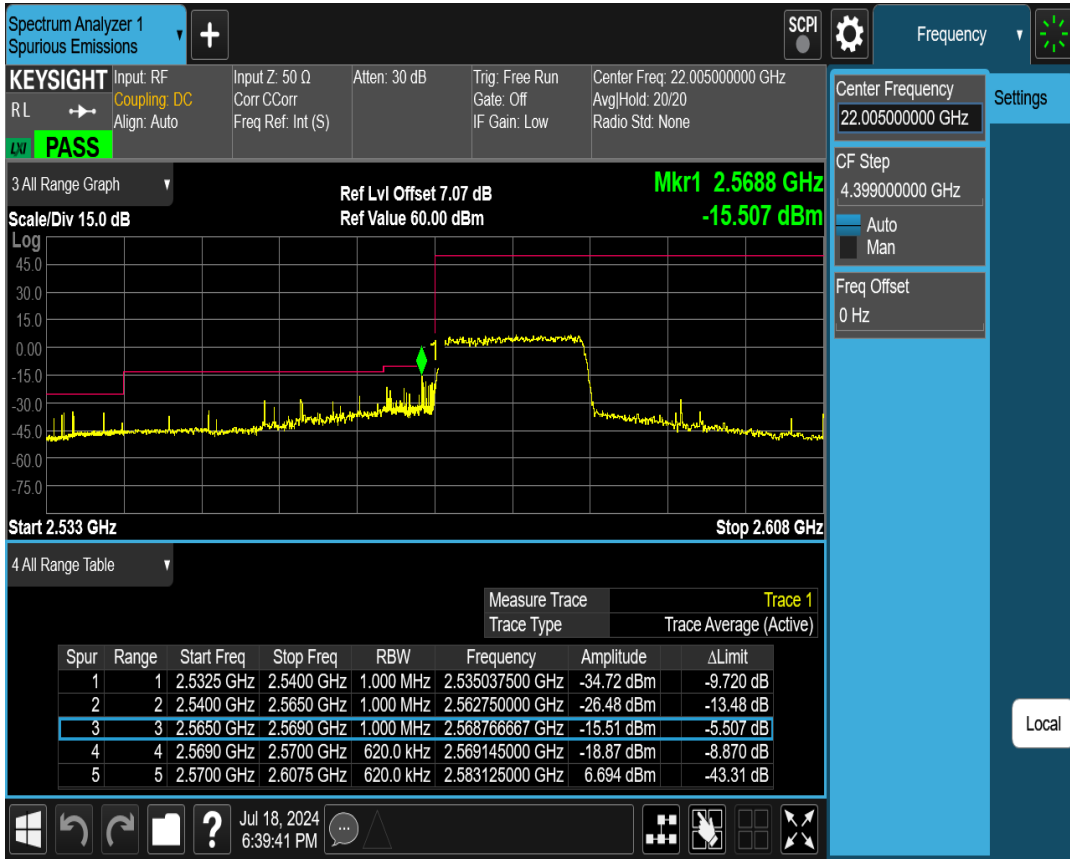 Spectrum Analyzer 1
Spurious Emissions
+
SCPI
Frequency
KEYSIGHT
RL
LXI PASS
Input: RF
Coupling: DC
Align: Auto
Input Z: 50 Ω
Corr CCorr
Freq Ref: Int (S)
Atten: 30 dB
Trig: Free Run
Gate: Off
IF Gain: Low
Center Freq: 22.005000000 GHz
Avg|Hold: 20/20
Radio Std: None
Center Frequency
22.005000000 GHz
Settings
CF Step
4.399000000 GHz
Auto
Man
Freq Offset
0 Hz
Local
3 All Range Graph
Scale/Div 15.0 dB
Ref Lvl Offset 7.07 dB
Ref Value 60.00 dBm
Mkr1 2.5688 GHz
-15.507 dBm
Log
45.0
30.0
15.0
0.00
-15.0
-30.0
-45.0
-60.0
-75.0
Start 2.533 GHz
Stop 2.608 GHz
4 All Range Table
Measure Trace Trace 1
Trace Type Trace Average (Active)
Spur Range Start Freq Stop Freq RBW Frequency Amplitude ΔLimit
1 1 2.5325 GHz 2.5400 GHz 1.000 MHz 2.535037500 GHz -34.72 dBm -9.720 dB
2 2 2.5400 GHz 2.5650 GHz 1.000 MHz 2.562750000 GHz -26.48 dBm -13.48 dB
3 3 2.5650 GHz 2.5690 GHz 1.000 MHz 2.568766667 GHz -15.51 dBm -5.507 dB
4 4 2.5690 GHz 2.5700 GHz 620.0 kHz 2.569145000 GHz -18.87 dBm -8.870 dB
5 5 2.5700 GHz 2.6075 GHz 620.0 kHz 2.583125000 GHz 6.694 dBm -43.31 dB
?
Jul 18, 2024
6:39:41 PM